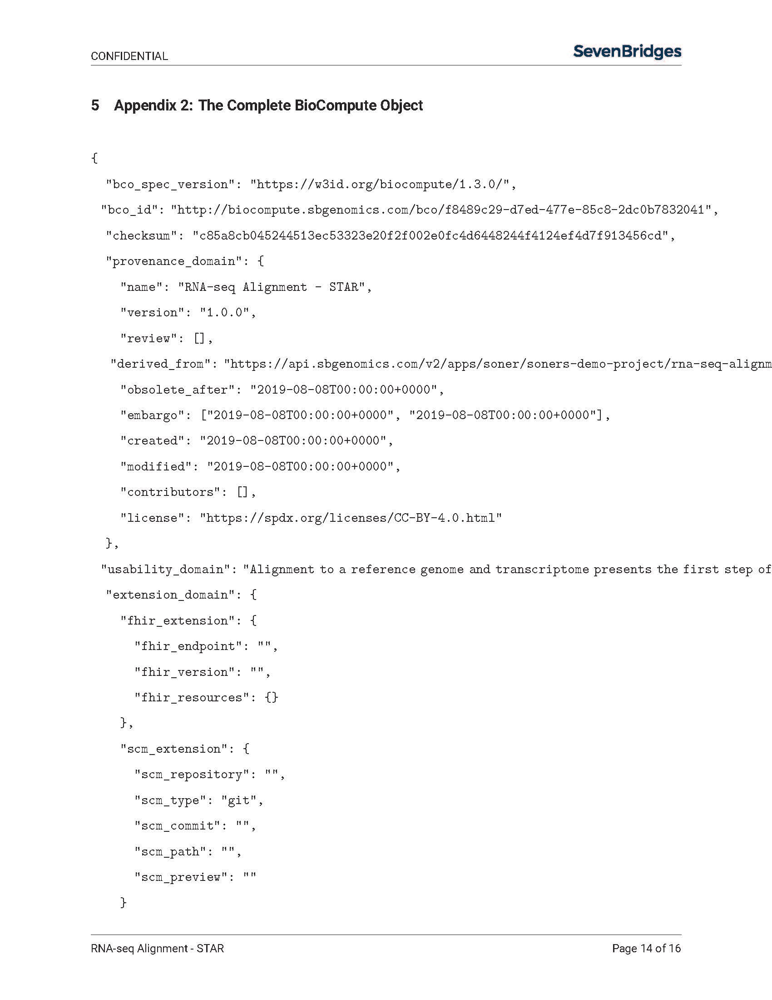 CONFIDENTIAL
SevenBridges
5 Appendix 2: The Complete BioCompute Object
{
"bco_spec_version": "https://w3id.org/biocompute/1.3.0/",
"bco_id": "http://biocompute.sbgenomics.com/bco/f8489c29-d7ed-477e-85c8-2dc0b7832041",
"checksum": "c85a8cb045244513ec53323e20f2f002e0fc4d6448244f4124ef4d7f913456cd",
"provenance_domain": {
"name": "RNA-seq Alignment - STAR",
"version": "1.0.0",
"review": [],
"derived_from": "https://api.sbgenomics.com/v2/apps/soner/soners-demo-project/rna-seq-alignm
"obsolete_after": "2019-08-08T00:00:00+0000",
"embargo": ["2019-08-08T00:00:00+0000", "2019-08-08T00:00:00+0000"],
"created": "2019-08-08T00:00:00+0000",
"modified": "2019-08-08T00:00:00+0000",
"contributors": [],
"license": "https://spdx.org/licenses/CC-BY-4.0.html"
},
"usability_domain": "Alignment to a reference genome and transcriptome presents the first step of
"extension_domain": {
"fhir_extension": {
"fhir_endpoint": "",
"fhir_version": "",
"fhir_resources": {}
},
"scm_extension": {
"scm_repository": "",
"scm_type": "git",
"scm_commit": "",
"scm_path": "",
"scm_preview": ""
}
RNA-seq Alignment - STAR
Page 14 of 16